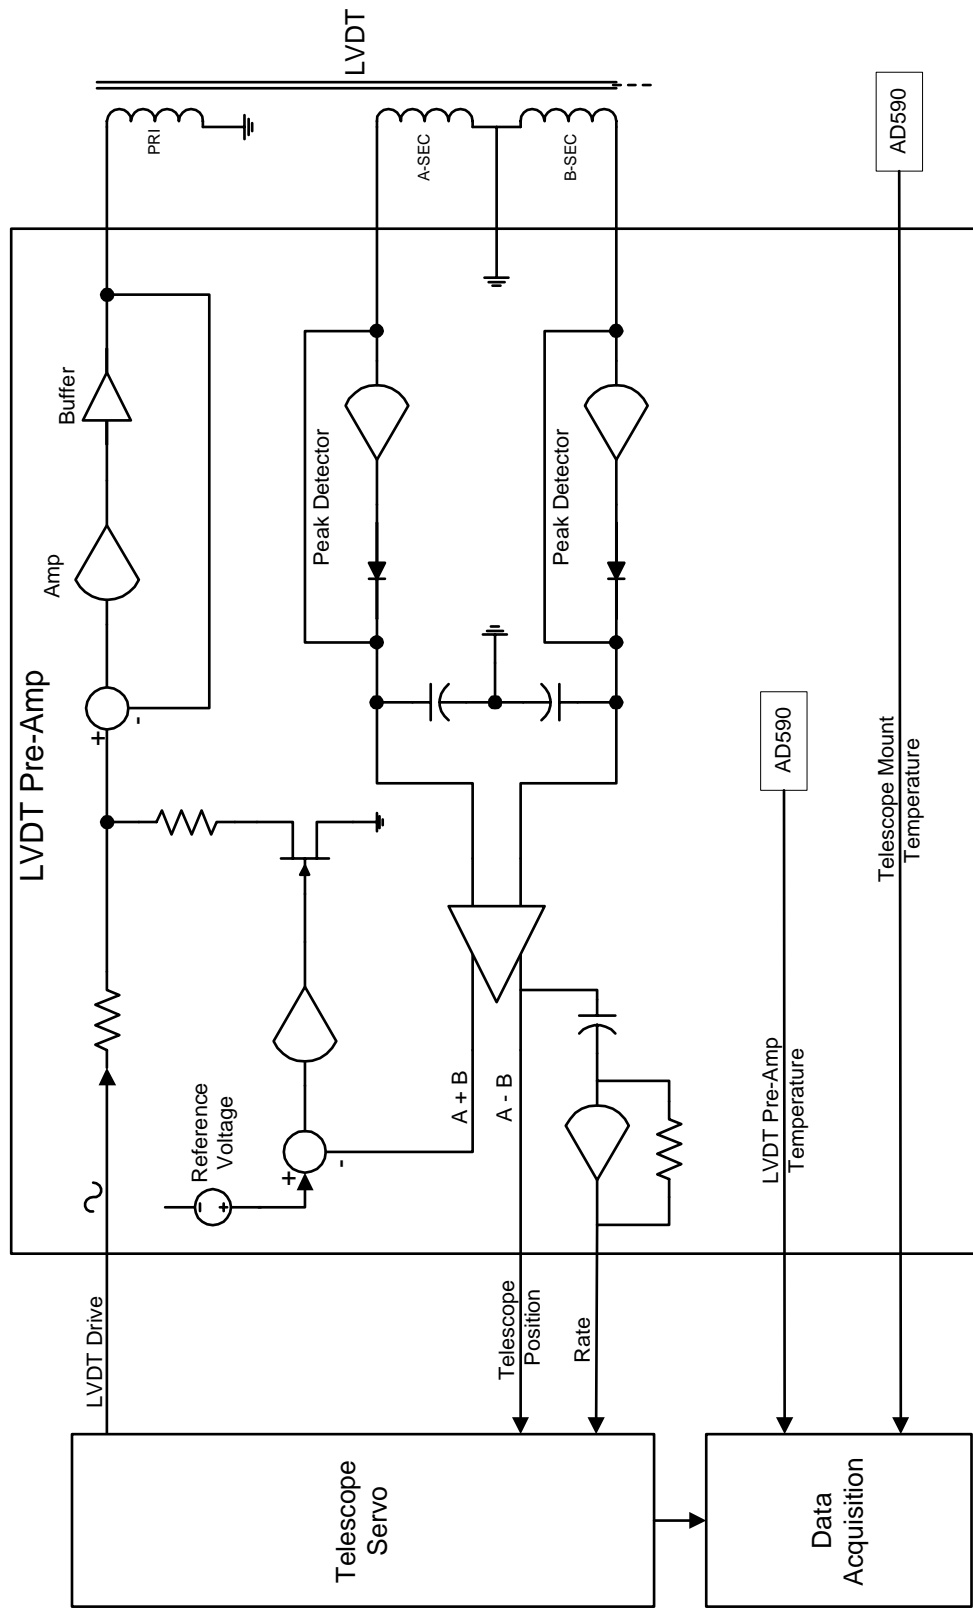 LVDT Pre-Amp
LVDT
LVDT Drive
~
Amp
Buffer
PRI
+
-
Reference
Voltage
-
+
+
-
Peak Detector
A-SEC
A + B
A - B
Telescope
Position
Peak Detector
B-SEC
Rate
Telescope
Servo
LVDT Pre-Amp
Temperature
AD590
Data
Acquisition
Telescope Mount
Temperature
AD590